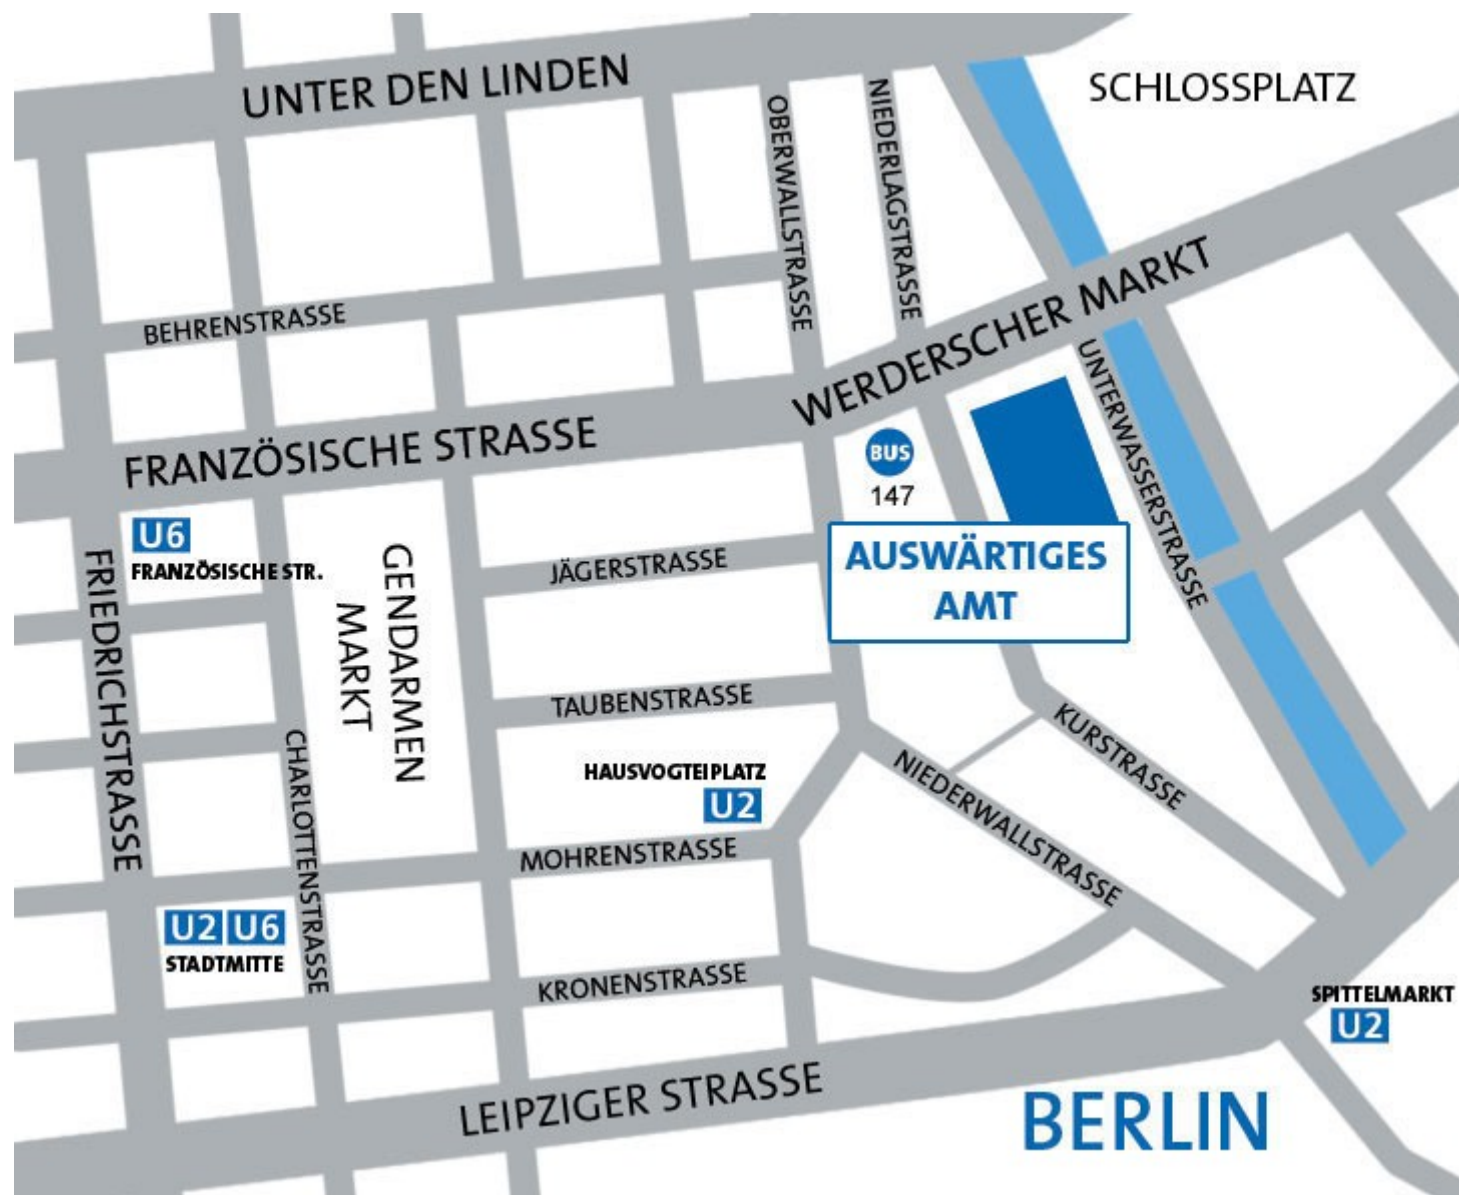 UNTER DEN LINDEN
SCHLOSSPLATZ
OBERWALLSTRASSE
NIEDERLAGSTRASSE
BEHRENSTRASSE
WERDERSCHER MARKT
FRANZÖSISCHE STRASSE
UNTERWASSERSTRASSE
BUS
147
U6
FRANZÖSISCHE STR.
FRIEDRICHSTRASSE
GENDARMEN
MARKT
JÄGERSTRASSE
AUSWÄRTIGES
AMT
TAUBENSTRASSE
CHARLOTTENSTRASSE
HAUSVOGTEIPLATZ
U2
KURSTRASSE
NIEDERWALLSTRASSE
MOHRENSTRASSE
U2 U6
STADTMITTE
KRONENSTRASSE
SPITTELMARKT
U2
LEIPZIGER STRASSE
BERLIN